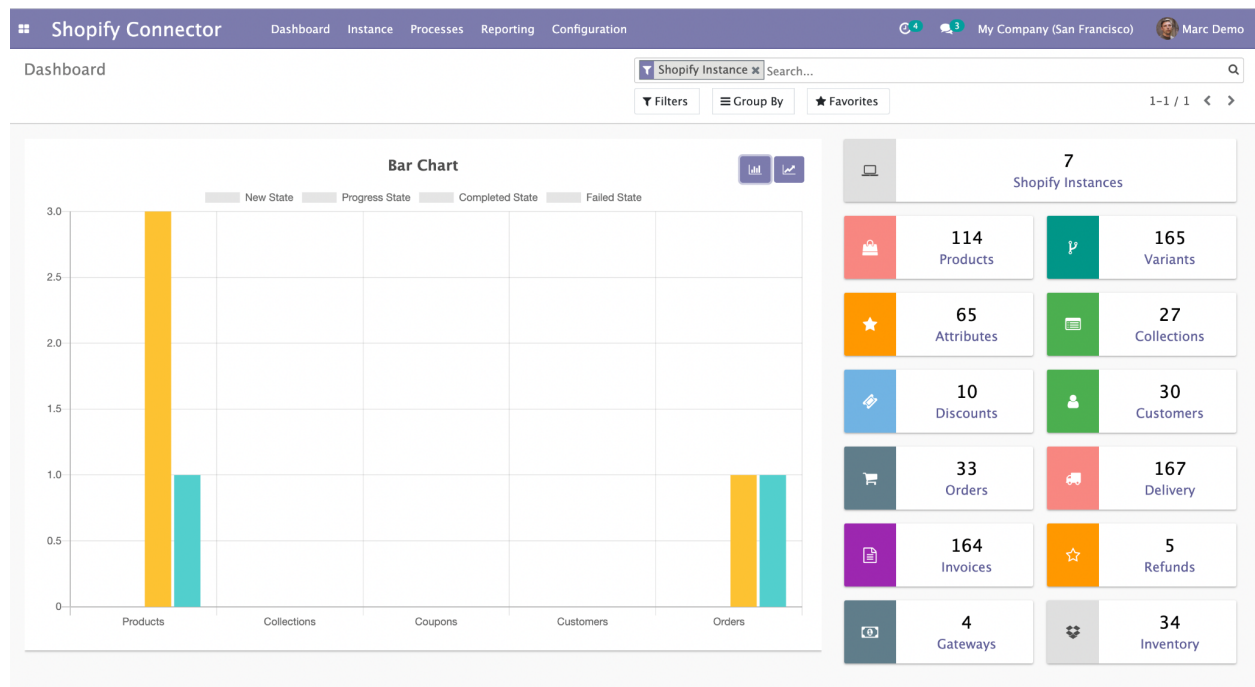 Shopify Connector Dashboard Instance Processes Reporting Configuration 4 3 My Company (San Francisco) Marc Demo
Dashboard
Shopify Instance × Search...
Filters Group By Favorites 1-1 / 1
Bar Chart
New State Progress State Completed State Failed State
3.0
2.5
2.0
1.5
1.0
0.5
0
Products Collections Coupons Customers Orders
7
Shopify Instances
114
Products
165
Variants
65
Attributes
27
Collections
10
Discounts
30
Customers
33
Orders
167
Delivery
164
Invoices
5
Refunds
4
Gateways
34
Inventory